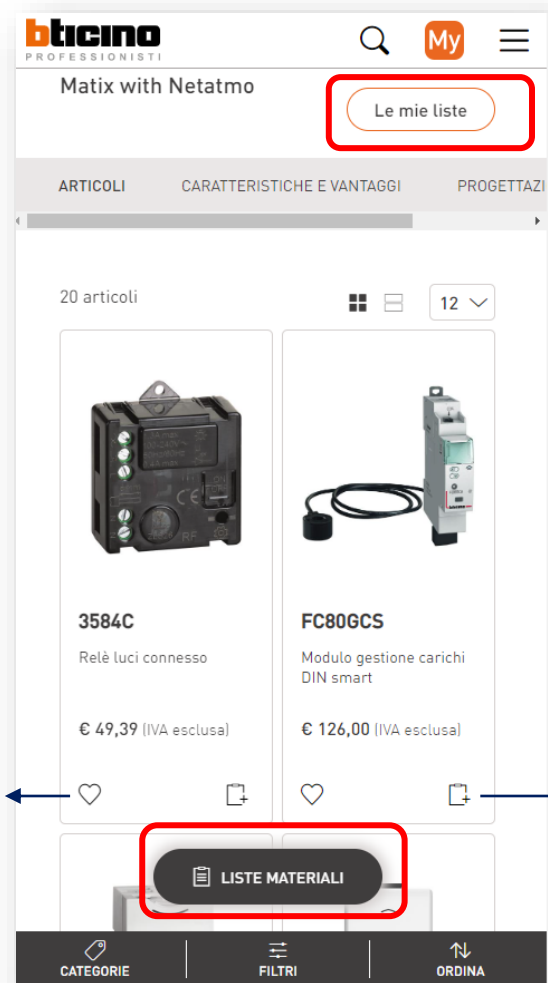 bticino
PROFESSIONISTI
My
Matix with Netatmo
Le mie liste
ARTICOLI CARATTERISTICHE E VANTAGGI PROGETTAZI
20 articoli
12
RF
3584C
Relè luci connesso
€ 49,39 (IVA esclusa)
FC80GCS
Modulo gestione carichi
DIN smart
€ 126,00 (IVA esclusa)
LISTE MATERIALI
CATEGORIE FILTRI ORDINA